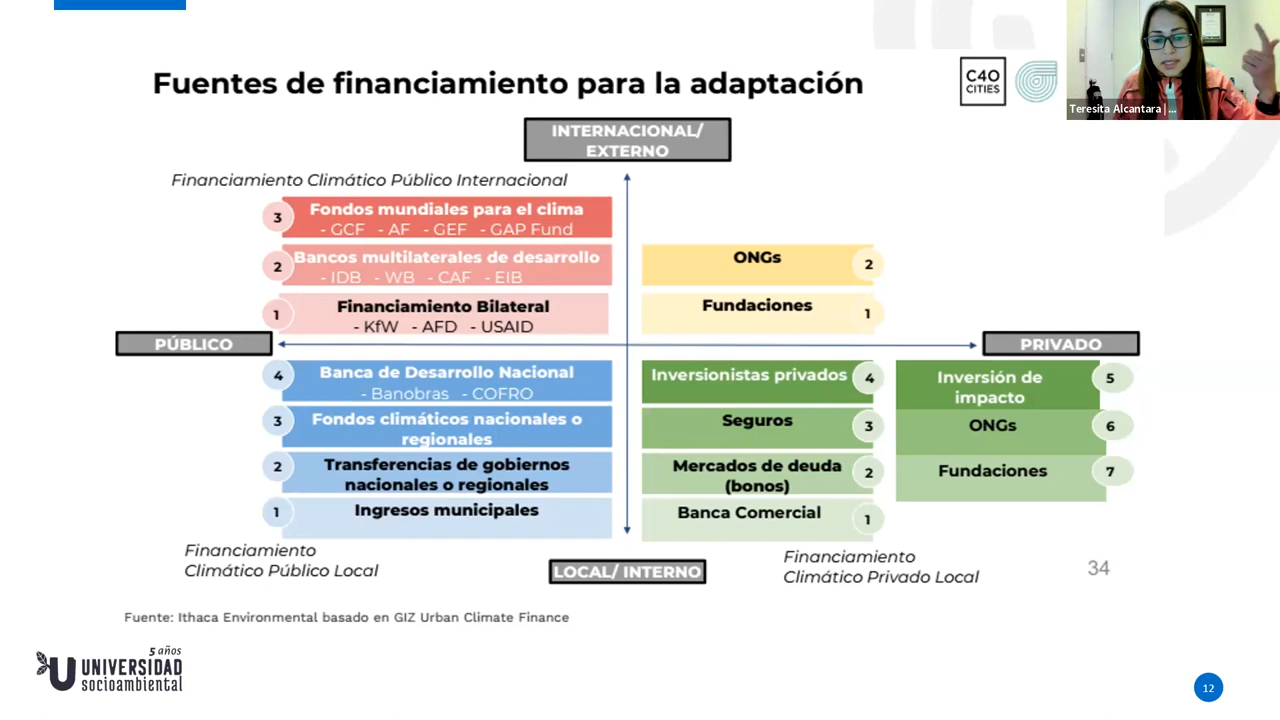 Fuentes de financiamiento para la adaptación
C40
CITIES
Teresita Alcantara | ...
INTERNACIONAL/
EXTERNO
Financiamiento Climático Público Internacional
3
Fondos mundiales para el clima
- GCF - AF - GEF - GAP Fund
2
Bancos multilaterales de desarrollo
- IDB - WB - CAF - EIB
1
Financiamiento Bilateral
- KfW - AFD - USAID
ONGs
2
Fundaciones
1
PÚBLICO
PRIVADO
4
Banca de Desarrollo Nacional
- Banobras - COFRO
3
Fondos climáticos nacionales o
regionales
2
Transferencias de gobiernos
nacionales o regionales
1
Ingresos municipales
Inversionistas privados
4
Seguros
3
Mercados de deuda
(bonos)
2
Banca Comercial
1
Inversión de
impacto
5
ONGs
6
Fundaciones
7
Financiamiento
Climático Público Local
LOCAL/ INTERNO
Financiamiento
Climático Privado Local
34
Fuente: Ithaca Environmental basado en GIZ Urban Climate Finance
5 años
UNIVERSIDAD
socioambiental
12